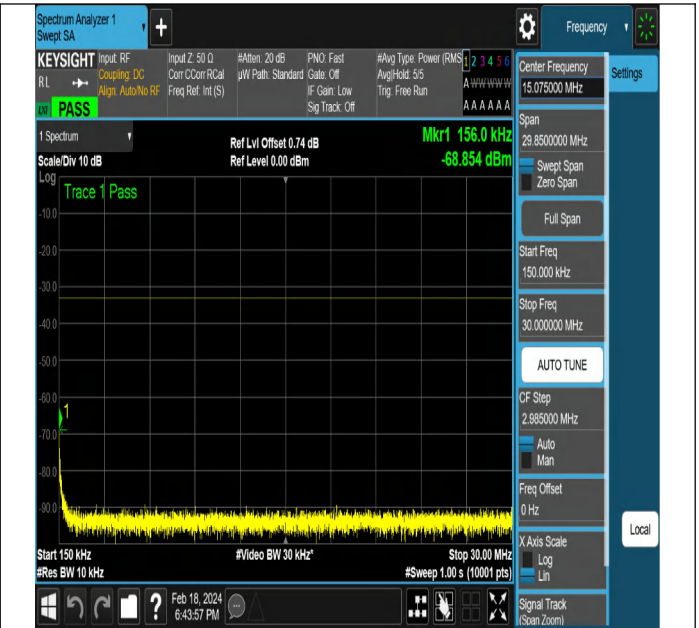 Spectrum Analyzer 1
Swept SA
+
Frequency
KEYSIGHT
RL
PASS
Input: RF
Coupling: DC
Align: Auto/No RF
Input Z: 50 Ω
Corr CCorr RCal
Freq Ref: Int (S)
#Atten: 20 dB
µW Path: Standard
PNO: Fast
Gate: Off
IF Gain: Low
Sig Track: Off
#Avg Type: Power (RMS
Avg|Hold: 5/5
Trig: Free Run
1 2 3 4 5 6
A W W W W W
A A A A A A
1 Spectrum
Scale/Div 10 dB
Ref Lvl Offset 0.74 dB
Ref Level 0.00 dBm
Mkr1 156.0 kHz
-68.854 dBm
Log
Trace 1 Pass
-10.0
-20.0
-30.0
-40.0
-50.0
-60.0
1
-70.0
-80.0
-90.0
Start 150 kHz
#Video BW 30 kHz*
Stop 30.00 MHz
#Res BW 10 kHz
#Sweep 1.00 s (10001 pts)
?
Feb 18, 2024
6:43:57 PM
Center Frequency
15.075000 MHz
Settings
Span
29.8500000 MHz
Swept Span
Zero Span
Full Span
Start Freq
150.000 kHz
Stop Freq
30.000000 MHz
AUTO TUNE
CF Step
2.985000 MHz
Auto
Man
Freq Offset
0 Hz
Local
X Axis Scale
Log
Lin
Signal Track
(Span Zoom)